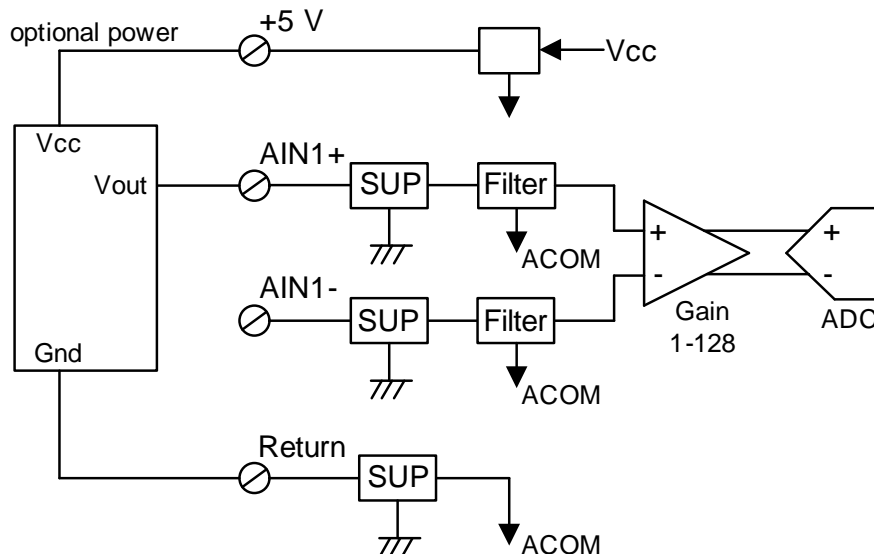 optional power
+5 V
Vcc
Vcc
Vout
Gnd
AIN1+
SUP
Filter
ACOM
AIN1-
SUP
Filter
ACOM
+
-
Gain
1-128
+
-
ADC
Return
SUP
ACOM